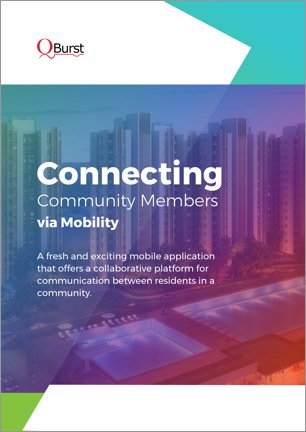 QBurst
Connecting
Community Members
via Mobility
A fresh and exciting mobile application
that offers a collaborative platform for
communication between residents in a
community.